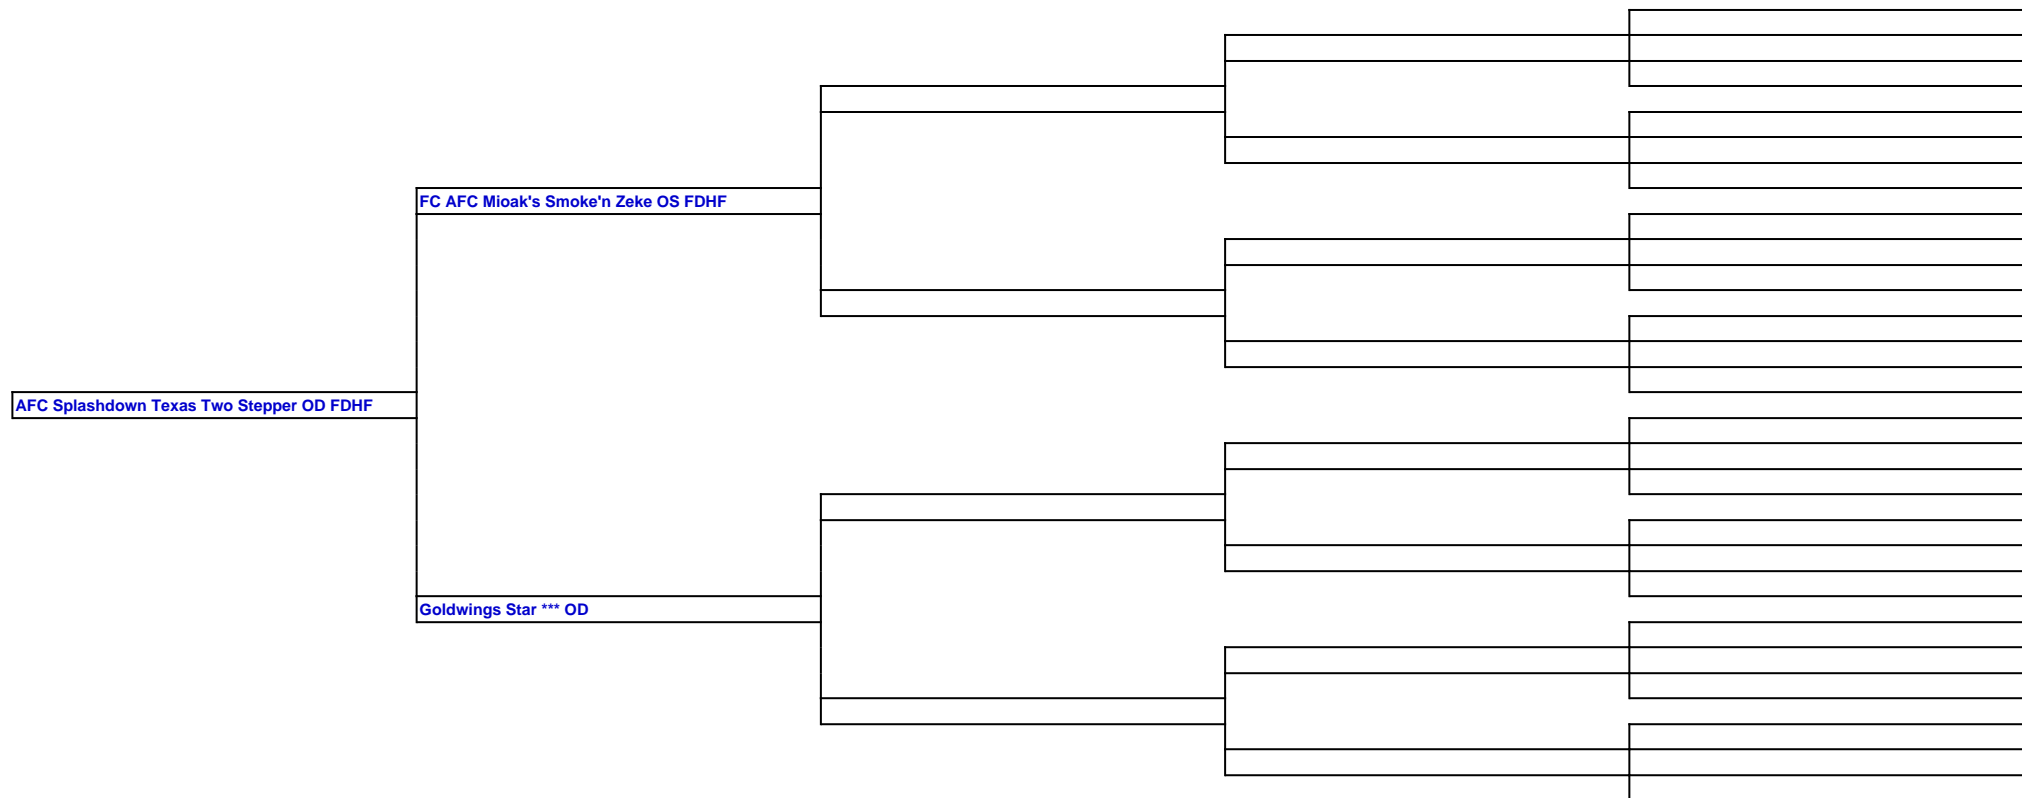 FC AFC Mioak's Smoke'n Zeke OS FDHF
AFC Splashdown Texas Two Stepper OD FDHF
Goldwings Star *** OD